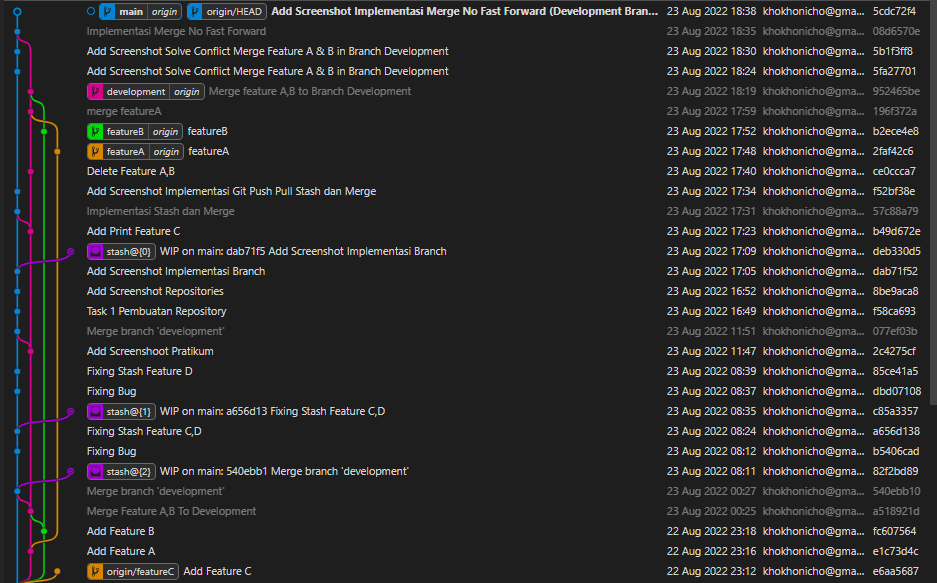 main origin origin/HEAD Add Screenshot Implementasi Merge No Fast Forward (Development Bran... 23 Aug 2022 18:38 khokhonicho@gma... 5cdc72f4
Implementasi Merge No Fast Forward 23 Aug 2022 18:35 khokhonicho@gma... 08d6570e
Add Screenshot Solve Conflict Merge Feature A & B in Branch Development 23 Aug 2022 18:30 khokhonicho@gma... 5b1f3ff8
Add Screenshot Solve Conflict Merge Feature A & B in Branch Development 23 Aug 2022 18:24 khokhonicho@gma... 5fa27701
development origin Merge feature A,B to Branch Development 23 Aug 2022 18:19 khokhonicho@gma... 952465be
merge featureA 23 Aug 2022 17:59 khokhonicho@gma... 196f372a
featureB origin featureB 23 Aug 2022 17:52 khokhonicho@gma... b2ece4e8
featureA origin featureA 23 Aug 2022 17:48 khokhonicho@gma... 2faf42c6
Delete Feature A,B 23 Aug 2022 17:40 khokhonicho@gma... ce0ccca7
Add Screenshot Implementasi Git Push Pull Stash dan Merge 23 Aug 2022 17:34 khokhonicho@gma... f52bf38e
Implementasi Stash dan Merge 23 Aug 2022 17:31 khokhonicho@gma... 57c88a79
Add Print Feature C 23 Aug 2022 17:23 khokhonicho@gma... b49d672e
stash@{0} WIP on main: dab71f5 Add Screenshot Implementasi Branch 23 Aug 2022 17:09 khokhonicho@gma... deb330d5
Add Screenshot Implementasi Branch 23 Aug 2022 17:05 khokhonicho@gma... dab71f52
Add Screenshot Repositories 23 Aug 2022 16:52 khokhonicho@gma... 8be9aca8
Task 1 Pembuatan Repository 23 Aug 2022 16:49 khokhonicho@gma... f58ca693
Merge branch 'development' 23 Aug 2022 11:51 khokhonicho@gma... 077ef03b
Add Screenshoot Pratikum 23 Aug 2022 11:47 khokhonicho@gma... 2c4275cf
Fixing Stash Feature D 23 Aug 2022 08:39 khokhonicho@gma... 85ce41a5
Fixing Bug 23 Aug 2022 08:37 khokhonicho@gma... dbd07108
stash@{1} WIP on main: a656d13 Fixing Stash Feature C,D 23 Aug 2022 08:35 khokhonicho@gma... c85a3357
Fixing Stash Feature C,D 23 Aug 2022 08:24 khokhonicho@gma... a656d138
Fixing Bug 23 Aug 2022 08:12 khokhonicho@gma... b5406cad
stash@{2} WIP on main: 540ebb1 Merge branch 'development' 23 Aug 2022 08:11 khokhonicho@gma... 82f2bd89
Merge branch 'development' 23 Aug 2022 00:27 khokhonicho@gma... 540ebb10
Merge Feature A,B To Development 23 Aug 2022 00:25 khokhonicho@gma... a518921d
Add Feature B 22 Aug 2022 23:18 khokhonicho@gma... fc607564
Add Feature A 22 Aug 2022 23:16 khokhonicho@gma... e1c73d4c
origin/featureC Add Feature C 22 Aug 2022 23:12 khokhonicho@gma... e6aa5687